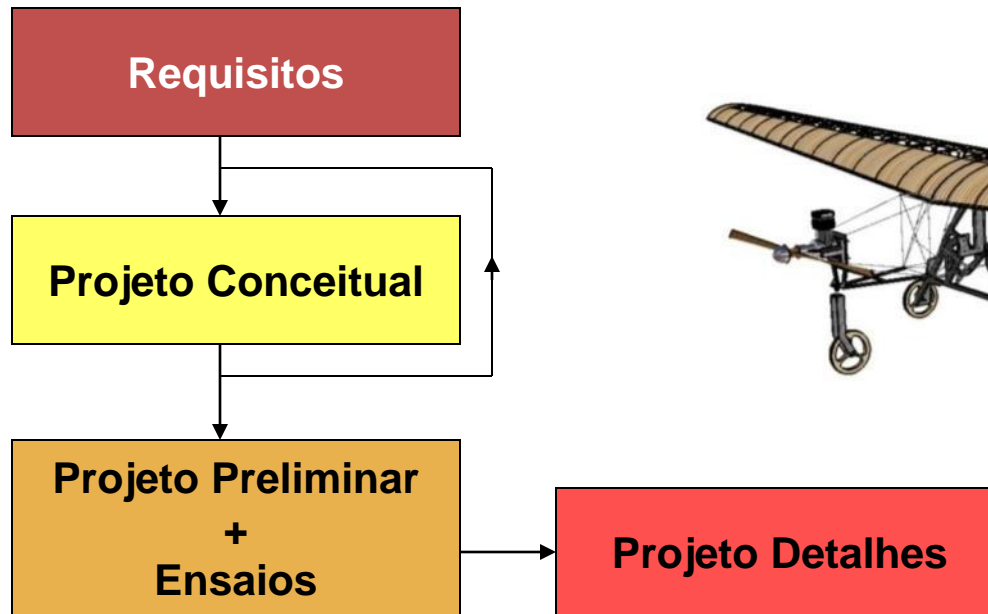 Requisitos
Projeto Conceitual
Projeto Preliminar
+
Ensaios
Projeto Detalhes